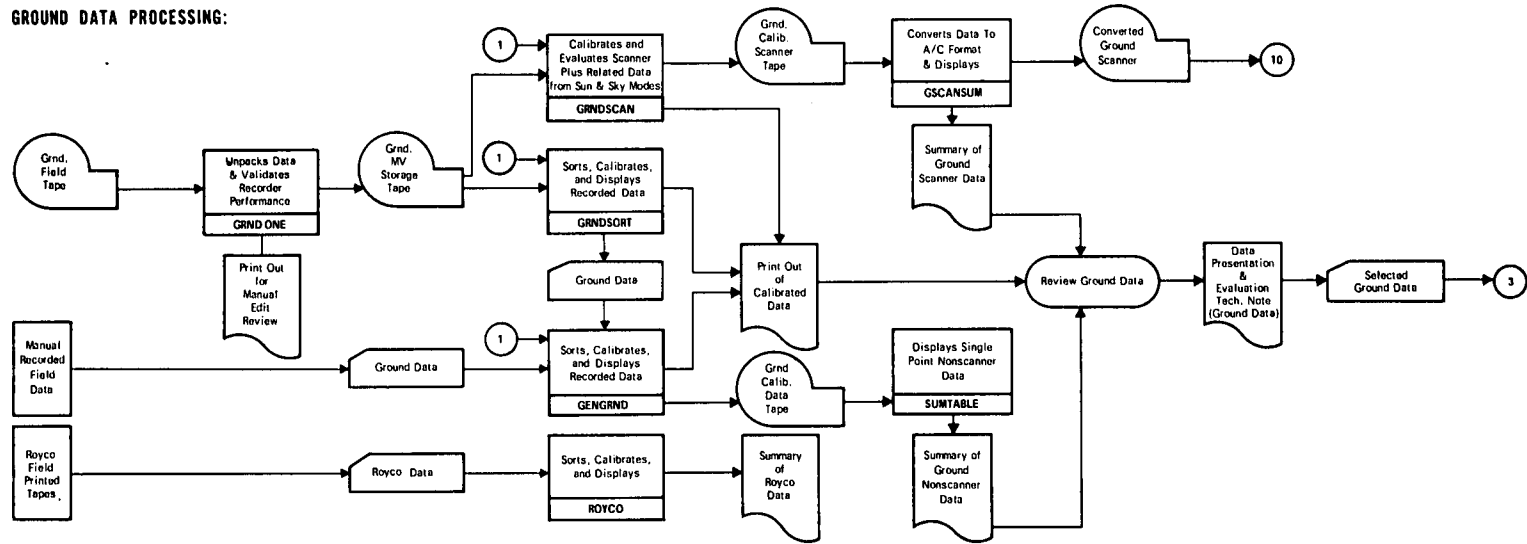 GROUND DATA PROCESSING:
1
Calibrates and
Evaluates Scanner
Plus Related Data
from Sun & Sky Modes
GRNDSCAN
Grnd.
Calib.
Scanner
Tape
Converts Data To
A/C Format
& Displays
GSCANSUM
Converted
Ground
Scanner
10
Summary of
Ground
Scanner Data
Grnd.
Field
Tape
Unpacks Data
& Validates
Recorder
Performance
GRND ONE
Print Out
for
Manual
Edit
Review
Grnd.
MV
Storage
Tape
1
Sorts, Calibrates,
and Displays
Recorded Data
GRNDSORT
Ground Data
Print Out
of
Calibrated
Data
Review Ground Data
Data
Presentation
&
Evaluation
Tech. Note
(Ground Data)
Selected
Ground Data
3
Manual
Recorded
Field
Data
Ground Data
1
Sorts, Calibrates,
and Displays
Recorded Data
GENGRND
Grnd
Calib.
Data
Tape
Displays Single
Point Nonscanner
Data
SUMTABLE
Summary of
Ground
Nonscanner
Data
Royco
Field
Printed
Tapes.
Royco Data
Sorts, Calibrates,
and Displays
ROYCO
Summary
of
Royco
Data